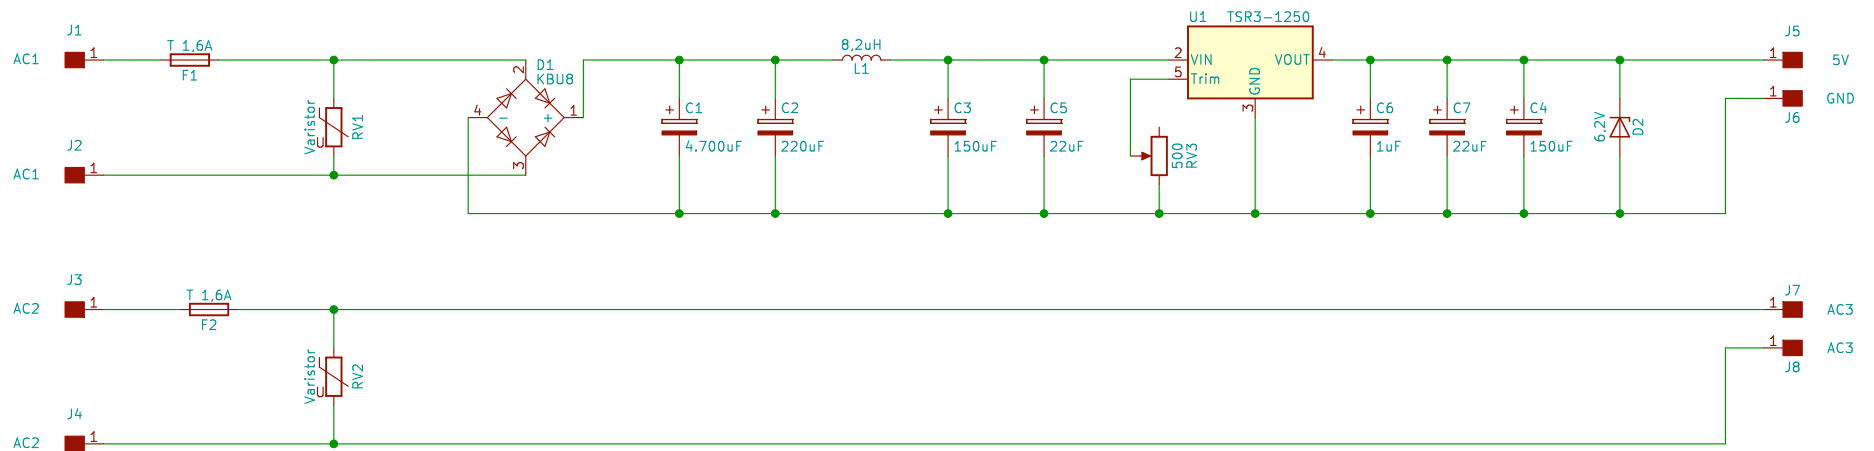 J1
AC1
1
T 1,6A
F1
Varistor
U
RV1
J2
AC1
1
D1
KBU8
2
4
1
3
-
+
+
C1
4.700uF
+
C2
220uF
8,2uH
L1
+
C3
150uF
+
C5
22uF
U1 TSR3-1250
2
VIN
VOUT
4
5
Trim
GND
3
500
RV3
+
C6
1uF
+
C7
22uF
+
C4
150uF
6,2V
D2
J5
1
5V
1
GND
J6
J3
AC2
1
T 1,6A
F2
Varistor
U
RV2
J4
AC2
1
J7
1
AC3
1
AC3
J8